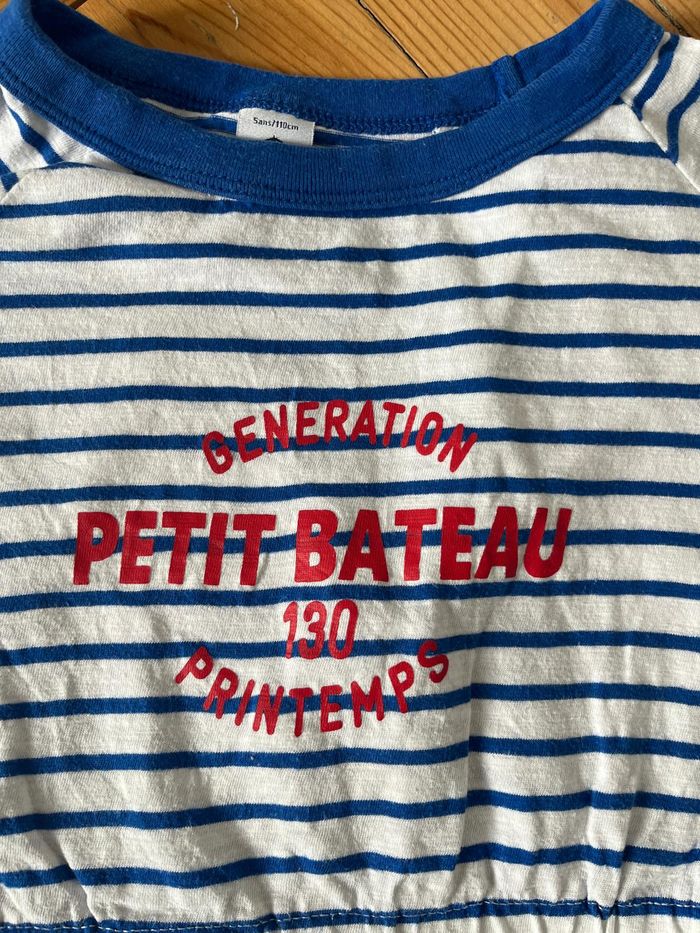 5ans/110cm
GENERATION
PETIT BATEAU
130
PRINTEMPS